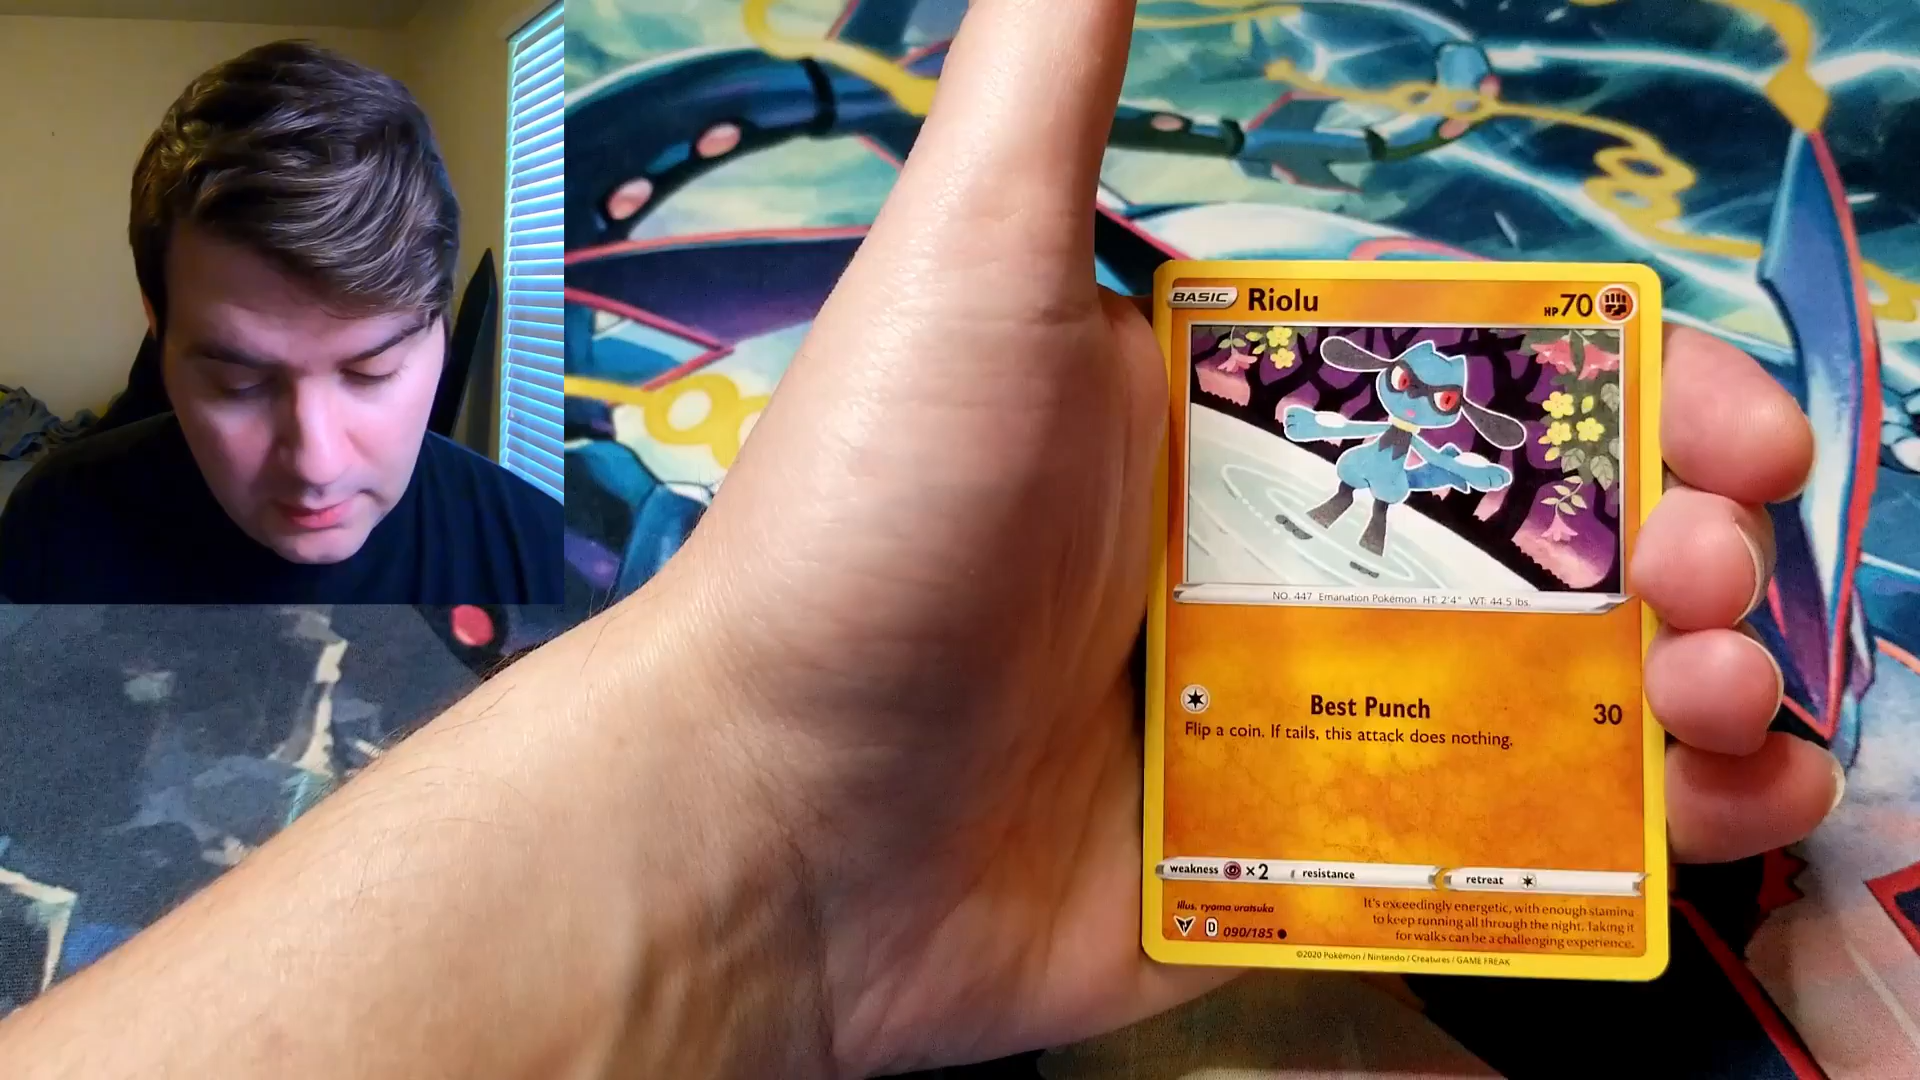 BASIC Riolu HP 70
NO. 447 Emanation Pokémon HT: 2'4" WT: 44.5 lbs.
Best Punch 30
Flip a coin. If tails, this attack does nothing.
weakness ×2 resistance retreat
Illus. ryoma uratsuka
D 090/185
It's exceedingly energetic, with enough stamina
to keep running all through the night. Taking it
for walks can be a challenging experience.
©2020 Pokémon / Nintendo / Creatures / GAME FREAK